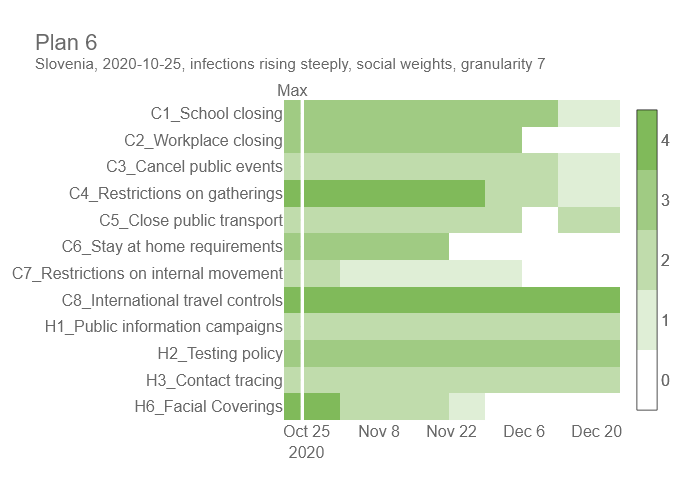 Plan 6
Slovenia, 2020-10-25, infections rising steeply, social weights, granularity 7
Max
C1_School closing
C2_Workplace closing
C3_Cancel public events
C4_Restrictions on gatherings
C5_Close public transport
C6_Stay at home requirements
C7_Restrictions on internal movement
C8_International travel controls
H1_Public information campaigns
H2_Testing policy
H3_Contact tracing
H6_Facial Coverings
Oct 25 Nov 8 Nov 22 Dec 6 Dec 20
2020
4
3
2
1
0